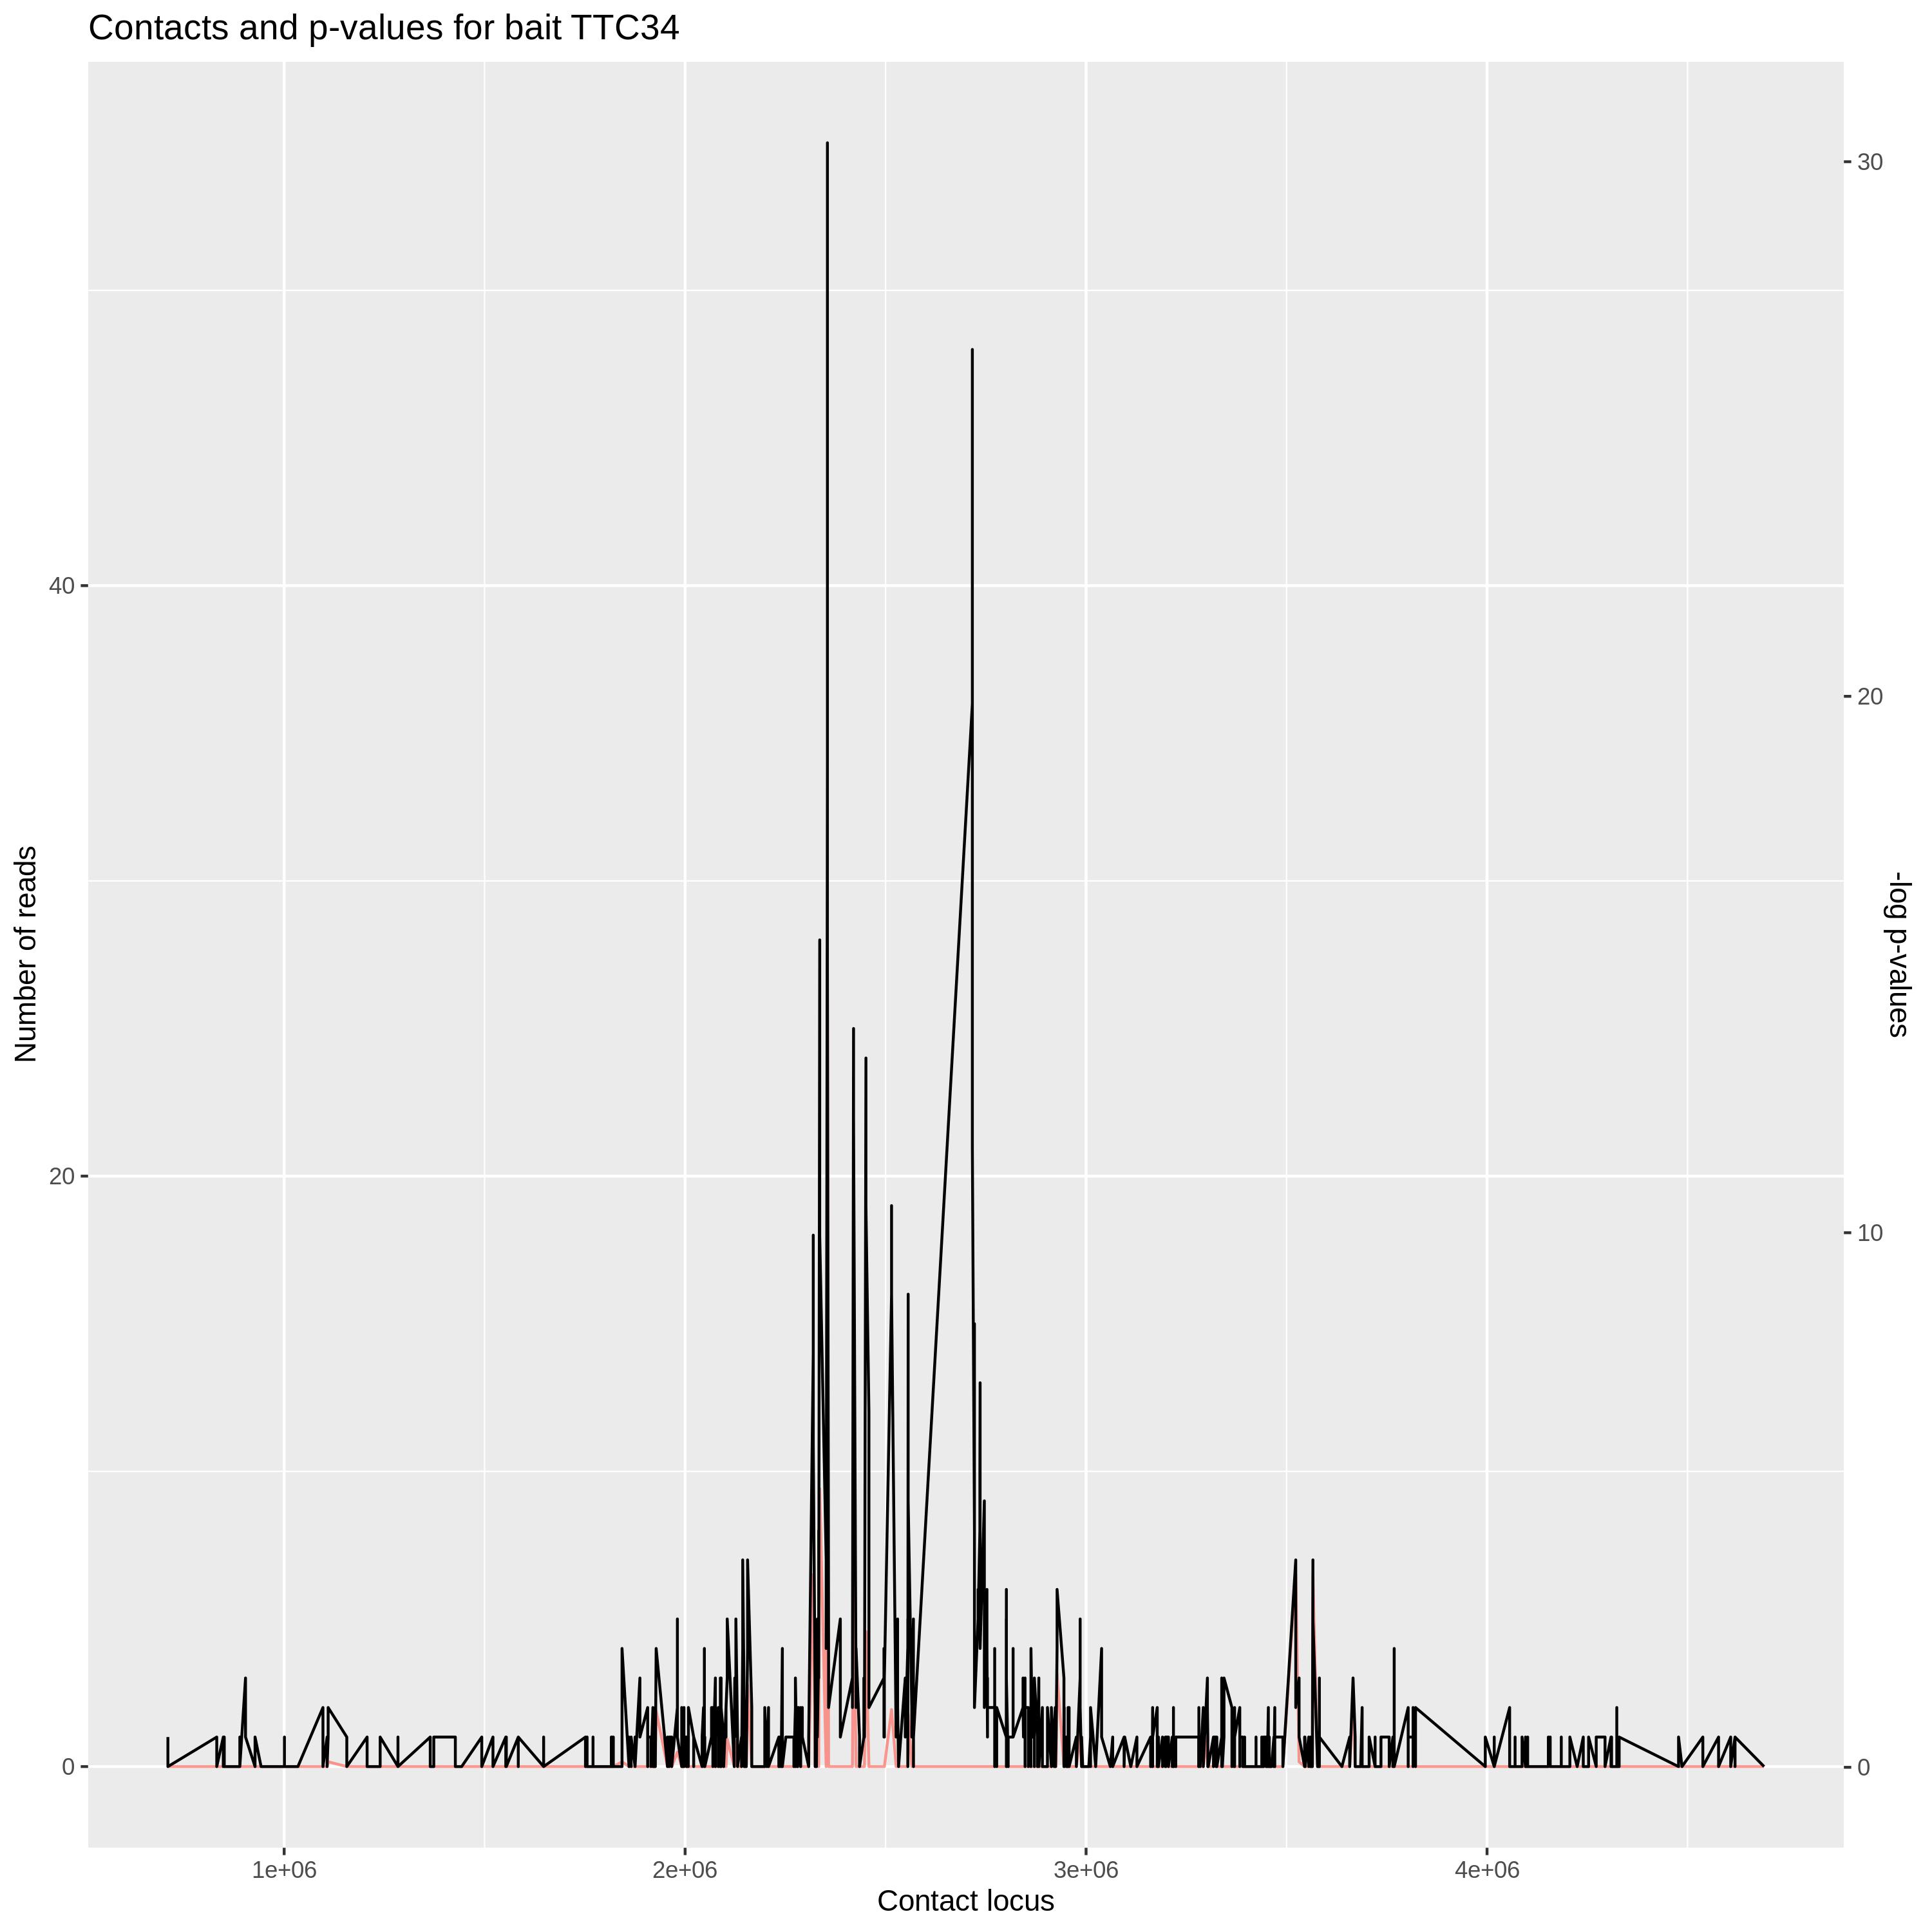 Contacts and p-values for bait TTC34
Number of reads
40
20
0
30
20
10
0
-log p-values
1e+06 2e+06 3e+06 4e+06
Contact locus